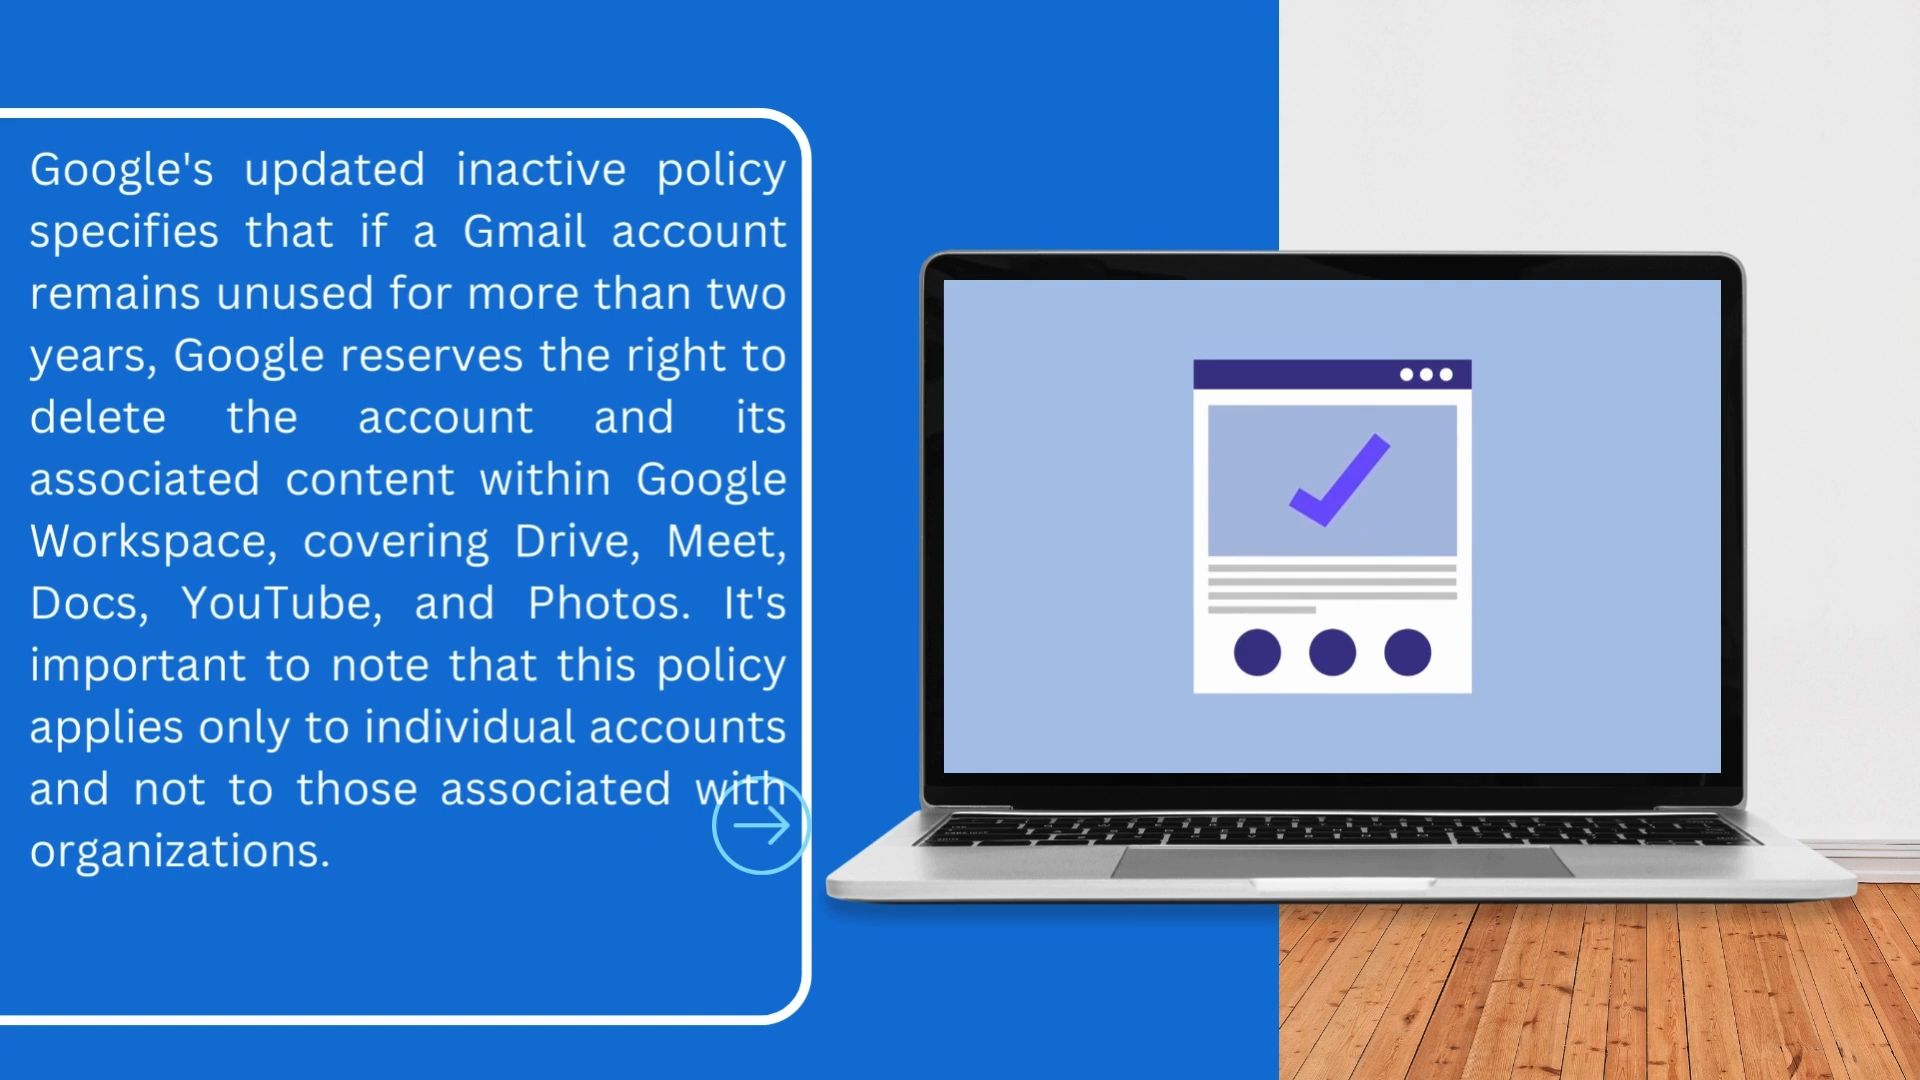 Google's updated inactive policy
specifies that if a Gmail account
remains unused for more than two
years, Google reserves the right to
delete the account and its
associated content within Google
Workspace, covering Drive, Meet,
Docs, YouTube, and Photos. It's
important to note that this policy
applies only to individual accounts
and not to those associated with
organizations.